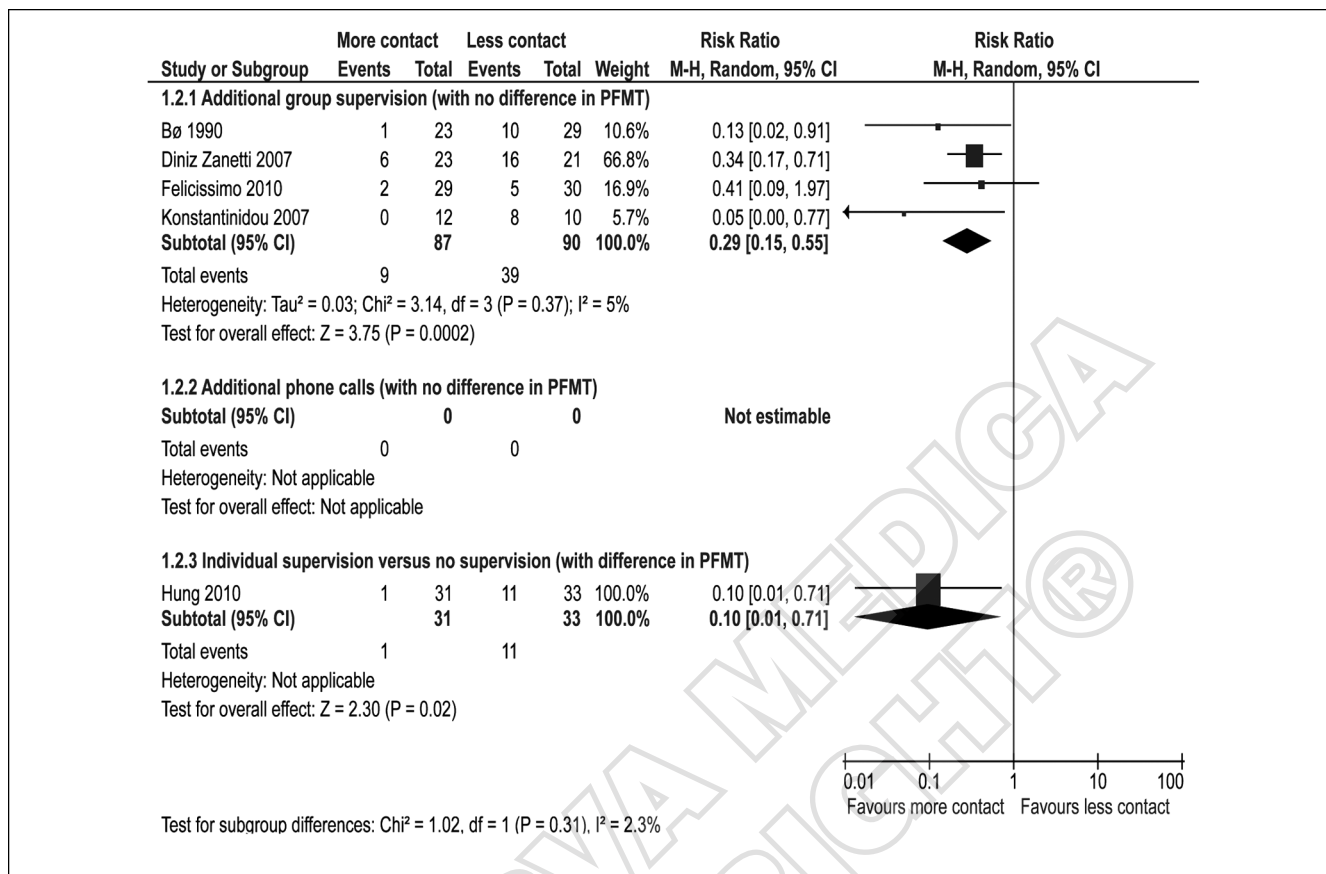 More contact Less contact Risk Ratio Risk Ratio
Study or Subgroup Events Total Events Total Weight M-H, Random, 95% CI M-H, Random, 95% CI
1.2.1 Additional group supervision (with no difference in PFMT)
Bø 1990 1 23 10 29 10.6% 0.13 [0.02, 0.91]
Diniz Zanetti 2007 6 23 16 21 66.8% 0.34 [0.17, 0.71]
Felicissimo 2010 2 29 5 30 16.9% 0.41 [0.09, 1.97]
Konstantinidou 2007 0 12 8 10 5.7% 0.05 [0.00, 0.77]
Subtotal (95% CI) 87 90 100.0% 0.29 [0.15, 0.55]
Total events 9 39
Heterogeneity: Tau² = 0.03; Chi² = 3.14, df = 3 (P = 0.37); I² = 5%
Test for overall effect: Z = 3.75 (P = 0.0002)
1.2.2 Additional phone calls (with no difference in PFMT)
Subtotal (95% CI) 0 0 Not estimable
Total events 0 0
Heterogeneity: Not applicable
Test for overall effect: Not applicable
1.2.3 Individual supervision versus no supervision (with difference in PFMT)
Hung 2010 1 31 11 33 100.0% 0.10 [0.01, 0.71]
Subtotal (95% CI) 31 33 100.0% 0.10 [0.01, 0.71]
Total events 1 11
Heterogeneity: Not applicable
Test for overall effect: Z = 2.30 (P = 0.02)
0.01 0.1 1 10 100
Favours more contact Favours less contact
Test for subgroup differences: Chi² = 1.02, df = 1 (P = 0.31), I² = 2.3%
VA MEDICA
RIGHT®